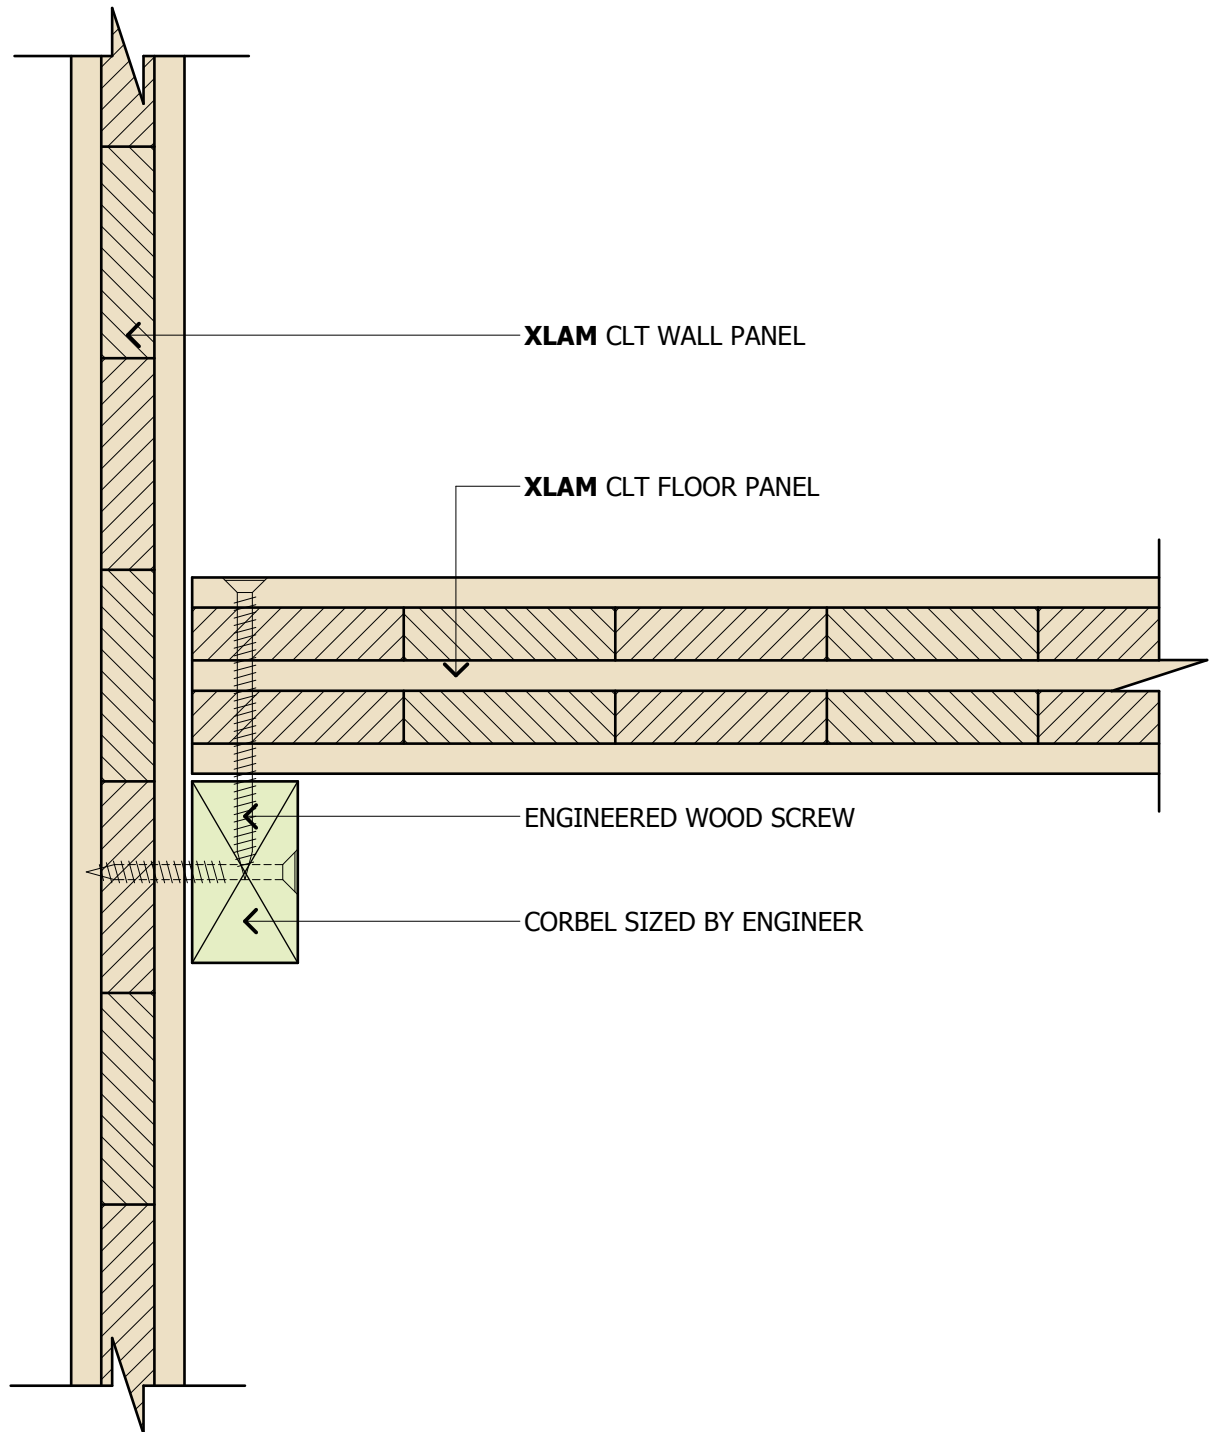 XLAM CLT WALL PANEL
XLAM CLT FLOOR PANEL
ENGINEERED WOOD SCREW
CORBEL SIZED BY ENGINEER